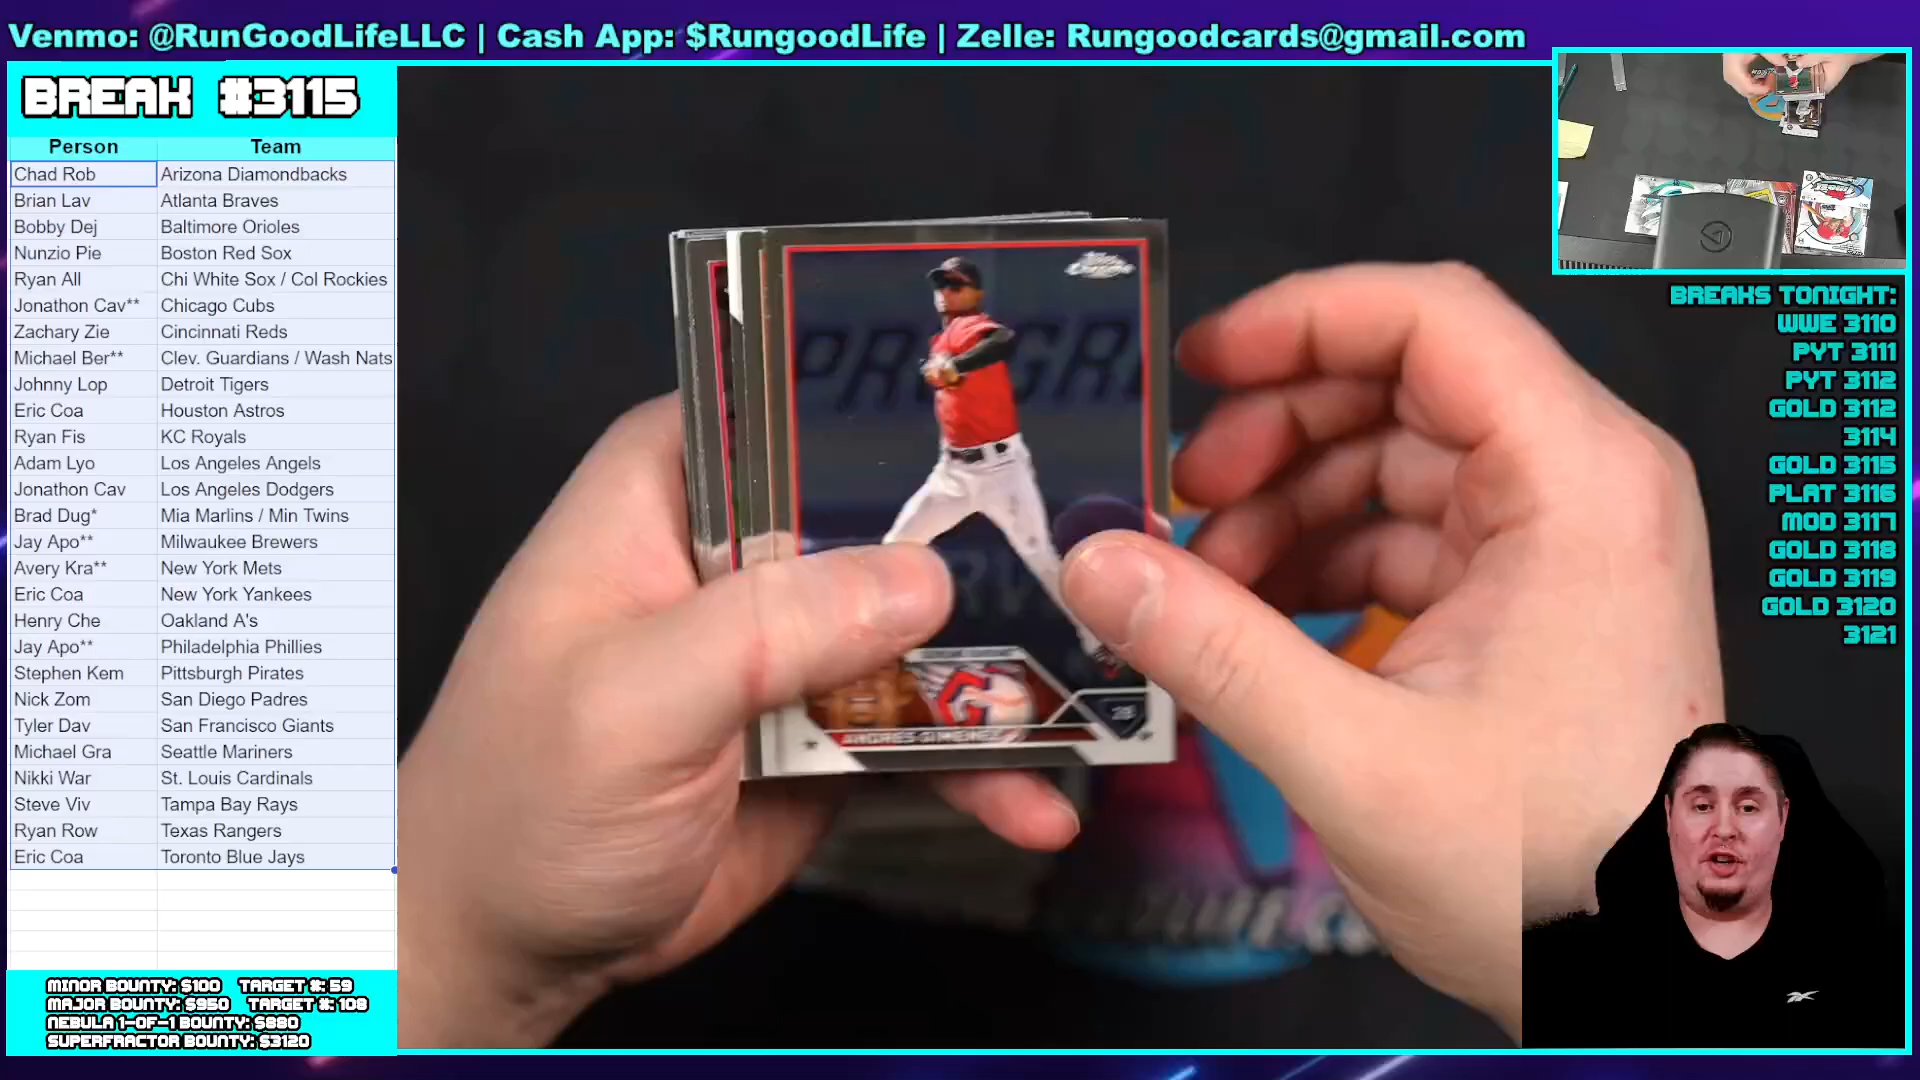 Venmo: @RunGoodLifeLLC | Cash App: $RungoodLife | Zelle: Rungoodcards@gmail.com
BREAK #3115
Person Team
Chad Rob Arizona Diamondbacks
Brian Lav Atlanta Braves
Bobby Dej Baltimore Orioles
Nunzio Pie Boston Red Sox
Ryan All Chi White Sox / Col Rockies
Jonathon Cav** Chicago Cubs
Zachary Zie Cincinnati Reds
Michael Ber** Clev. Guardians / Wash Nats
Johnny Lop Detroit Tigers
Eric Coa Houston Astros
Ryan Fis KC Royals
Adam Lyo Los Angeles Angels
Jonathon Cav Los Angeles Dodgers
Brad Dug* Mia Marlins / Min Twins
Jay Apo** Milwaukee Brewers
Avery Kra** New York Mets
Eric Coa New York Yankees
Henry Che Oakland A's
Jay Apo** Philadelphia Phillies
Stephen Kem Pittsburgh Pirates
Nick Zom San Diego Padres
Tyler Dav San Francisco Giants
Michael Gra Seattle Mariners
Nikki War St. Louis Cardinals
Steve Viv Tampa Bay Rays
Ryan Row Texas Rangers
Eric Coa Toronto Blue Jays
MINOR BOUNTY: $100 TARGET #: 59
MAJOR BOUNTY: $950 TARGET #: 108
NEBULA 1-OF-1 BOUNTY: $880
SUPERFRACTOR BOUNTY: $3120
Topps
Chrome
PROGR
ANDRES GIMENEZ
BREAKS TONIGHT:
WWE 3110
PYT 3111
PYT 3112
GOLD 3112
3114
GOLD 3115
PLAT 3116
MOD 3117
GOLD 3118
GOLD 3119
GOLD 3120
3121